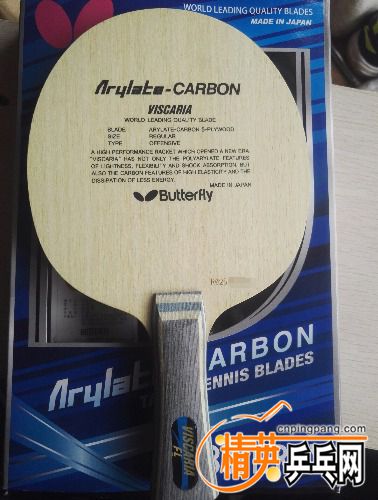 WORLD LEADING QUALITY BLADES
MADE IN JAPAN
Arylate-CARBON
VISCARIA
WORLD LEADING QUALITY BLADE
BLADE ARYLATE-CARBON 5-PLYWOOD
SIZE REGULAR
TYPE OFFENSIVE
A HIGH PERFORMANCE RACKET WHICH OPENED A NEW ERA.
"VISCARIA" HAS NOT ONLY THE POLYARYLATE FEATURES
OF LIGHTNESS, FLEXIBILITY AND SHOCK ABSORPTION, BUT
ALSO THE CARBON FEATURES OF HIGH ELASTICITY AND THE
DISSIPATION OF LESS ENERGY.
MADE IN JAPAN
Butterfly
VISCARIA
FL
CARBON
TENNIS BLADES
Arylate
cnpingpang.com
精英乒乓网